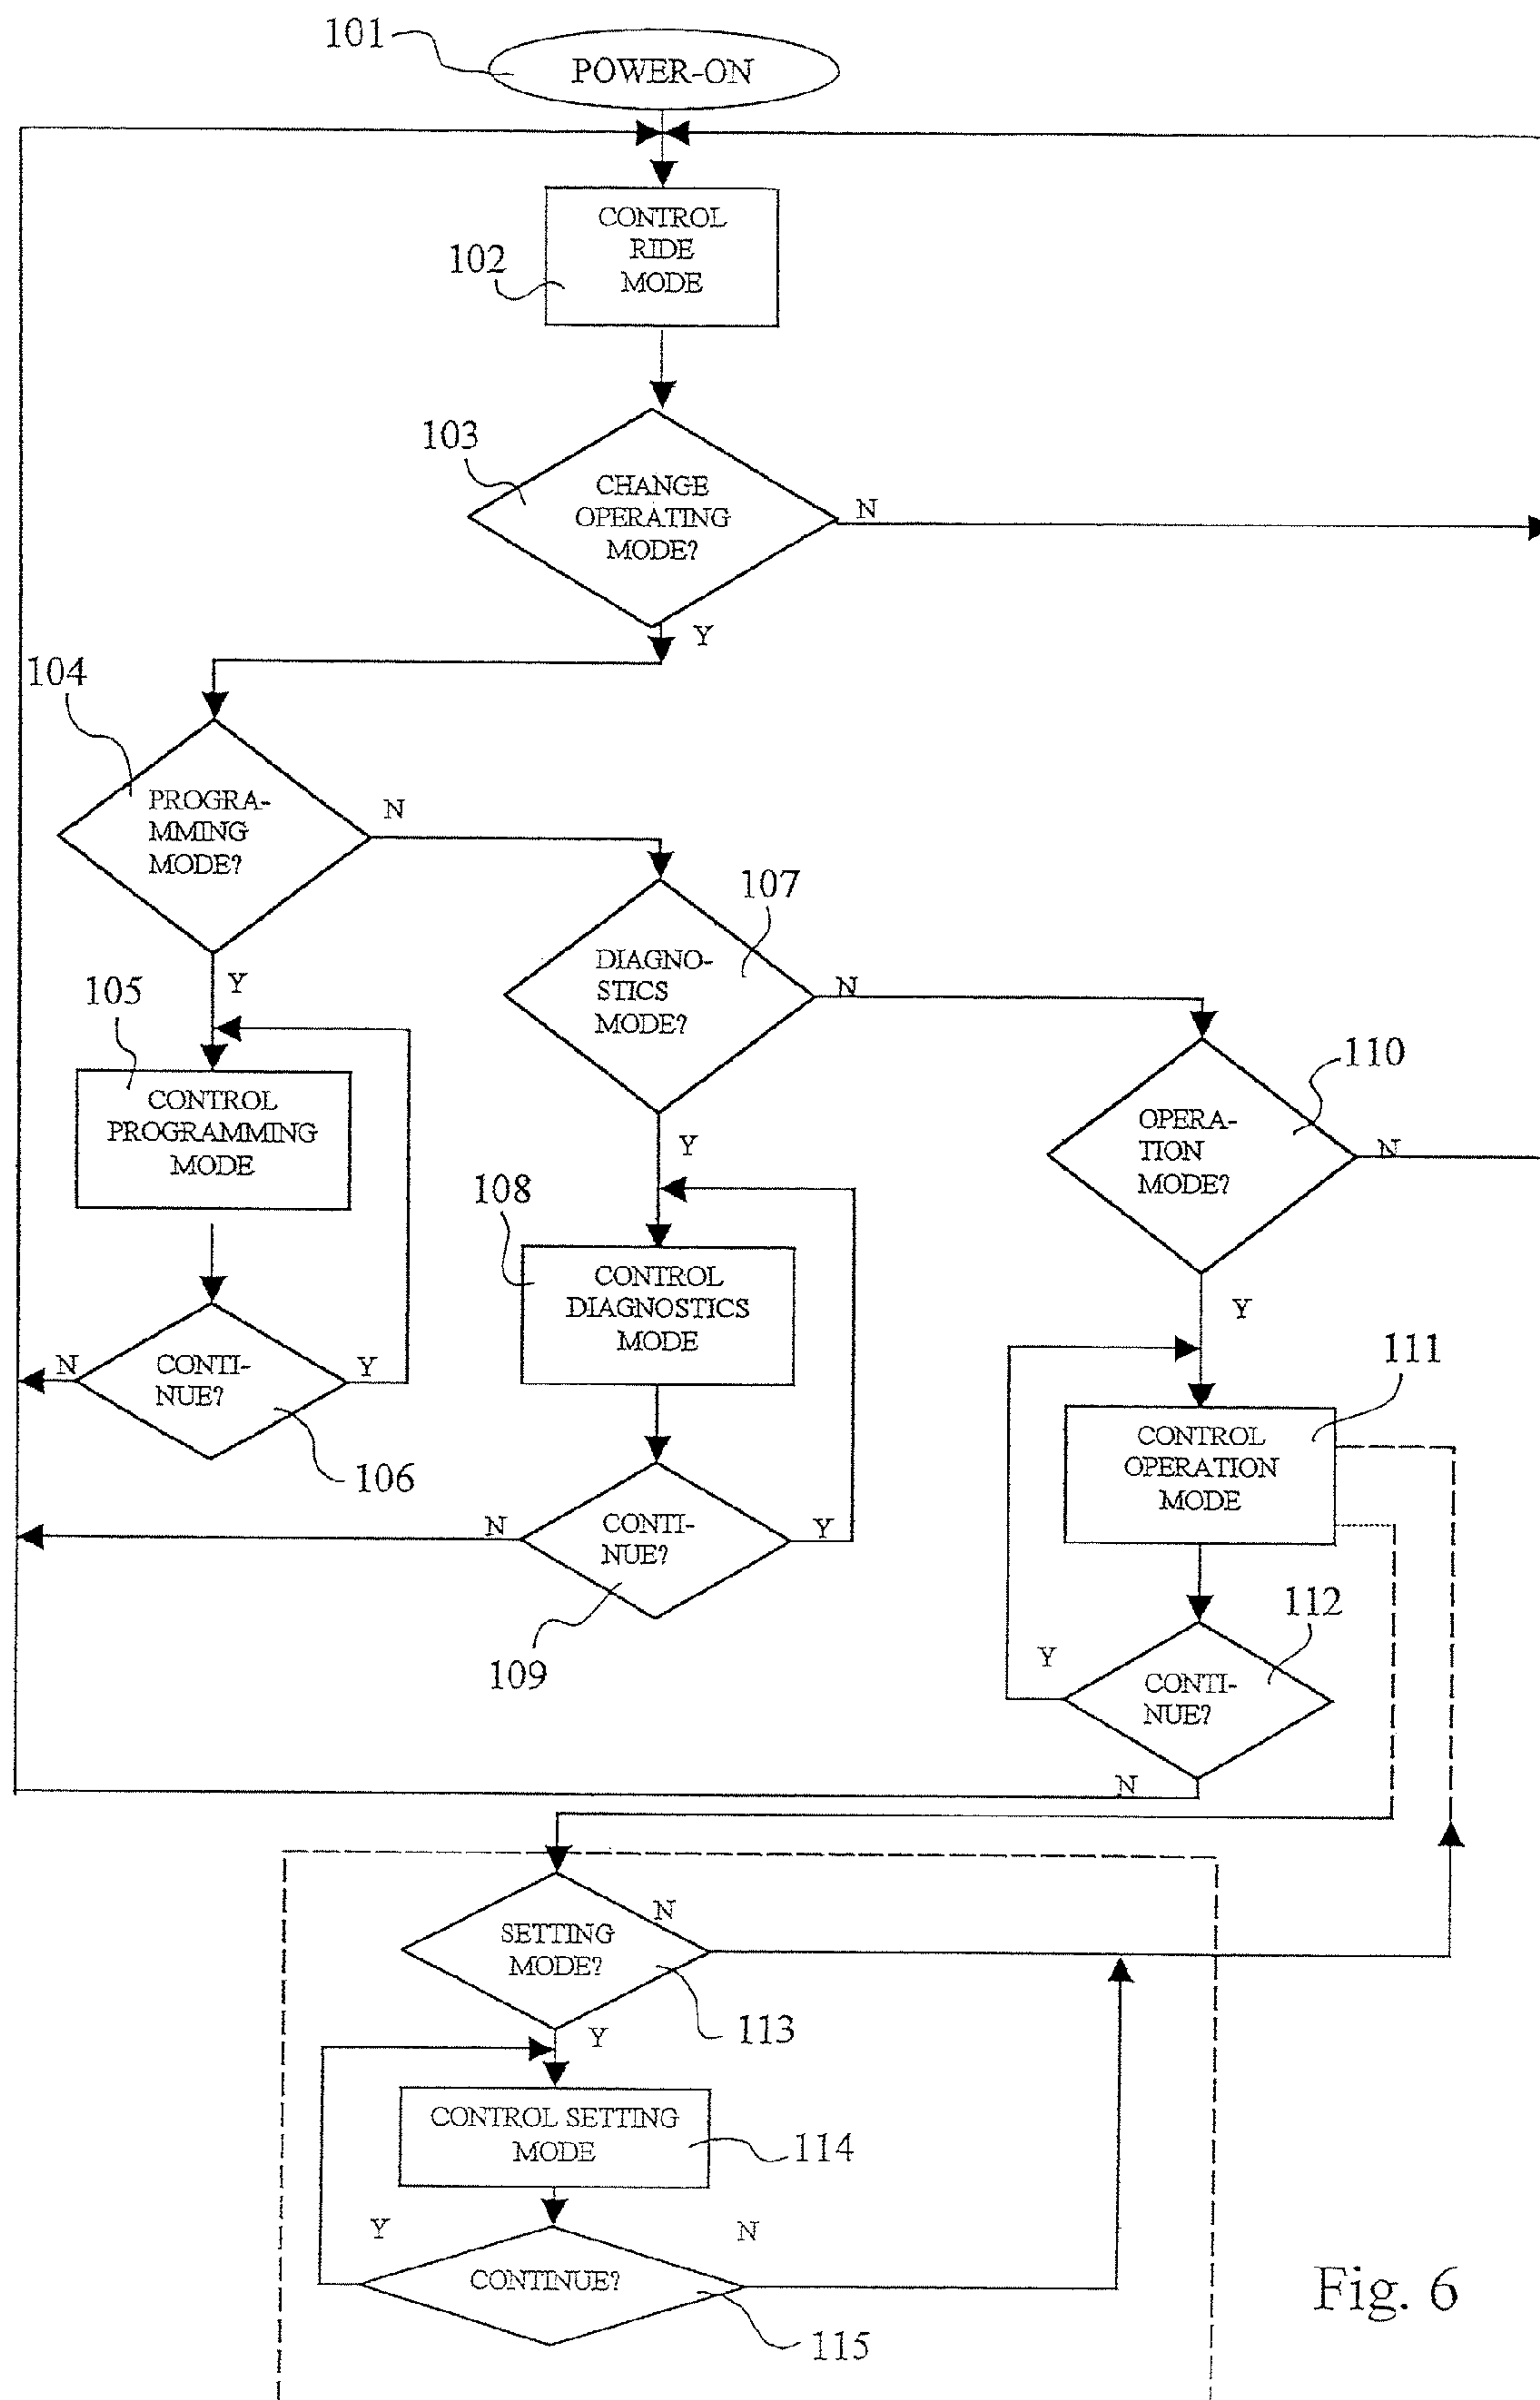 101
POWER-ON
CONTROL
RIDE
MODE
102
103
CHANGE
OPERATING
MODE?
N
Y
104
PROGRA-
MMING
MODE?
N
Y
107
DIAGNO-
STICS
MODE?
N
Y
105
CONTROL
PROGRAMMING
MODE
110
OPERA-
TION
MODE?
N
Y
108
CONTROL
DIAGNOSTICS
MODE
N
CONTI-
NUE?
Y
106
111
CONTROL
OPERATION
MODE
N
CONTI-
NUE?
Y
109
112
Y
CONTI-
NUE?
N
SETTING
MODE?
N
113
Y
CONTROL SETTING
MODE
114
Y
N
CONTINUE?
115
Fig. 6